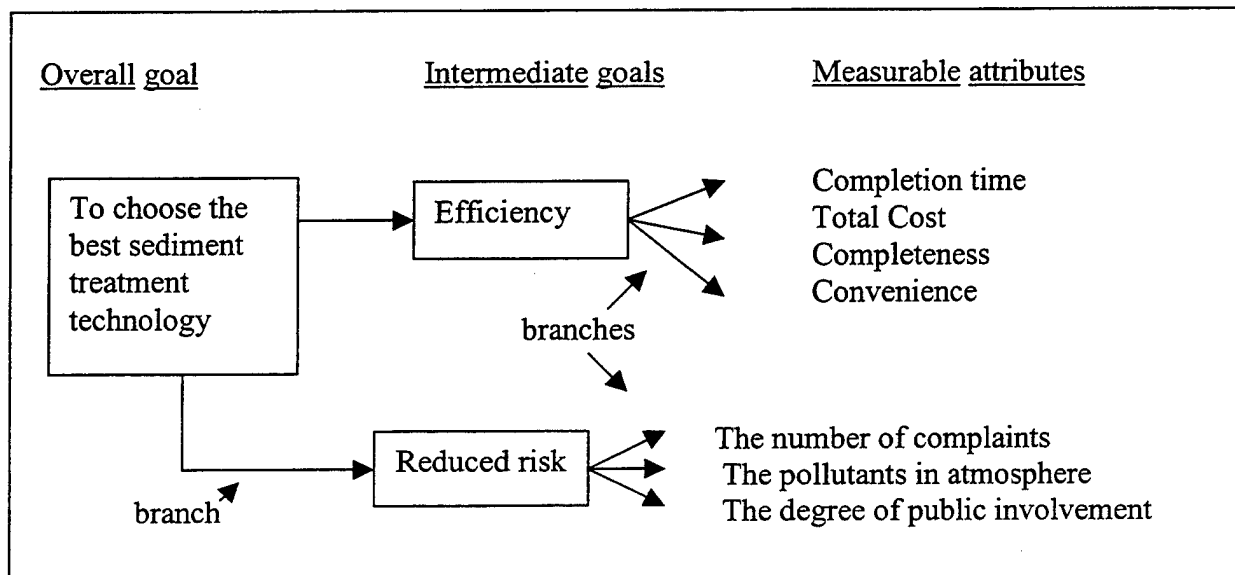 Overall goal
Intermediate goals
Measurable attributes
To choose the
best sediment
treatment
technology
Efficiency
Completion time
Total Cost
Completeness
Convenience
branches
Reduced risk
The number of complaints
The pollutants in atmosphere
The degree of public involvement
branch